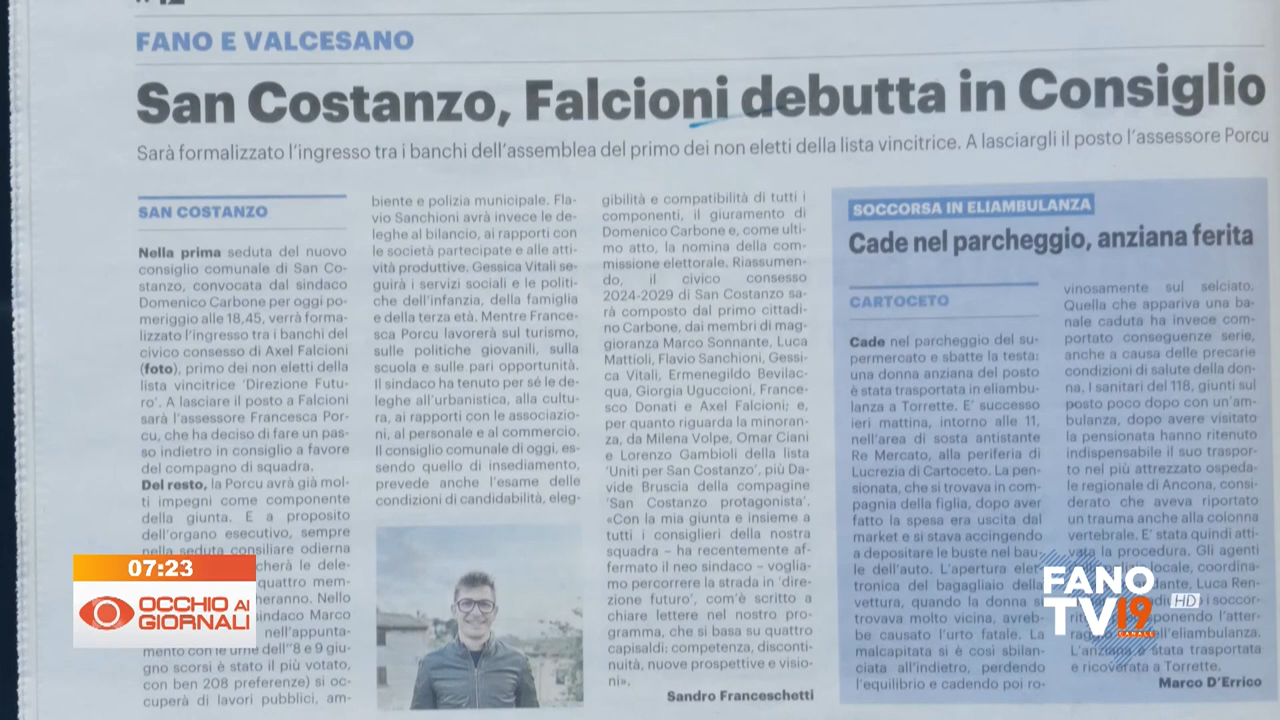 FANO E VALCESANO
San Costanzo, Falcioni debutta in Consiglio
Sarà formalizzato l'ingresso tra i banchi dell'assemblea del primo dei non eletti della lista vincitrice. A lasciargli il posto l'assessore Porcu
SAN COSTANZO
Nella prima seduta del nuovo
consiglio comunale di San Co-
stanzo, convocata dal sindaco
Domenico Carbone per oggi po-
meriggio alle 18,45, verrà forma-
lizzato l'ingresso tra i banchi del
civico consesso di Axel Falcioni
(foto), primo dei non eletti della
lista vincitrice 'Direzione Futu-
ro'. A lasciare il posto a Falcioni
sarà l'assessore Francesca Por-
cu, che ha deciso di fare un pas-
so indietro in consiglio a favore
del compagno di squadra.
Del resto, la Porcu avrà già mol-
ti impegni come componente
della giunta. E a proposito
dell'organo esecutivo, sempre
nella seduta consiliare odierna
cherà le dele-
quattro mem-
eranno. Nello
indaco Marco
nell'appunta-
mento con le urne dell'8 e 9 giu-
gno scorsi è stato il più votato,
con ben 208 preferenze) si oc-
cuperà di lavori pubblici, am-
biente e polizia municipale. Fla-
vio Sanchioni avrà invece le de-
leghe al bilancio, ai rapporti con
le società partecipate e alle atti-
vità produttive. Gessica Vitali se-
guirà i servizi sociali e le politi-
che dell'infanzia, della famiglia
e della terza età. Mentre France-
sca Porcu lavorerà sul turismo,
sulle politiche giovanili, sulla
scuola e sulle pari opportunità.
Il sindaco ha tenuto per sé le de-
leghe all'urbanistica, alla cultu-
ra, ai rapporti con le associazio-
ni, al personale e al commercio.
Il consiglio comunale di oggi, es-
sendo quello di insediamento,
prevede anche l'esame delle
condizioni di candidabilità, eleg-
gibilità e compatibilità di tutti i
componenti, il giuramento di
Domenico Carbone e, come ulti-
mo atto, la nomina della com-
missione elettorale. Riassumen-
do, il civico consesso
2024-2029 di San Costanzo sa-
rà composto dal primo cittadi-
no Carbone, dai membri di mag-
gioranza Marco Sonnante, Luca
Mattioli, Flavio Sanchioni, Gessi-
ca Vitali, Ermenegildo Bevilac-
qua, Giorgia Uguccioni, France-
sco Donati e Axel Falcioni; e,
per quanto riguarda la minoran-
za, da Milena Volpe, Omar Ciani
e Lorenzo Gambioli della lista
'Uniti per San Costanzo', più Da-
vide Bruscia della compagine
'San Costanzo protagonista'.
«Con la mia giunta e insieme a
tutti i consiglieri della nostra
squadra – ha recentemente af-
fermato il neo sindaco – voglia-
mo percorrere la strada in 'dire-
zione futuro', com'è scritto a
chiare lettere nel nostro pro-
gramma, che si basa su quattro
capisaldi: competenza, disconti-
nuità, nuove prospettive e visio-
ni».
Sandro Franceschetti
SOCCORSA IN ELIAMBULANZA
Cade nel parcheggio, anziana ferita
CARTOCETO
Cade nel parcheggio del su-
permercato e sbatte la testa:
una donna anziana del posto
è stata trasportata in eliambu-
lanza a Torrette. E' successo
ieri mattina, intorno alle 11,
nell'area di sosta antistante
Re Mercato, alla periferia di
Lucrezia di Cartoceto. La pen-
sionata, che si trovava in com-
pagnia della figlia, dopo aver
fatto la spesa era uscita dal
market e si stava accingendo
a depositare le buste nel bau-
le dell'auto. L'apertura elet-
tronica del bagagliaio della
vettura, quando la donna si
trovava molto vicina, avreb-
be causato l'urto fatale. La
malcapitata si è così sbilan-
ciata all'indietro, perdendo
l'equilibrio e cadendo poi ro-
vinosamente sul selciato.
Quella che appariva una ba-
nale caduta ha invece com-
portato conseguenze serie,
anche a causa delle precarie
condizioni di salute della don-
na. I sanitari del 118, giunti sul
posto poco dopo con un'am-
bulanza, dopo avere visitato
la pensionata hanno ritenuto
indispensabile il suo traspor-
to nel più attrezzato ospeda-
le regionale di Ancona, consi-
derato che aveva riportato
un trauma anche alla colonna
vertebrale. E' stata quindi atti-
vata la procedura. Gli agenti
locale, coordina-
dante, Luca Ren-
i soccor-
ponendo l'atter-
ell'eliambulanza.
L'anziana è stata trasportata
e ricoverata a Torrette.
Marco D'Errico
07:23
OCCHIO AI
GIORNALI
FANO
TV19 HD
CANALE